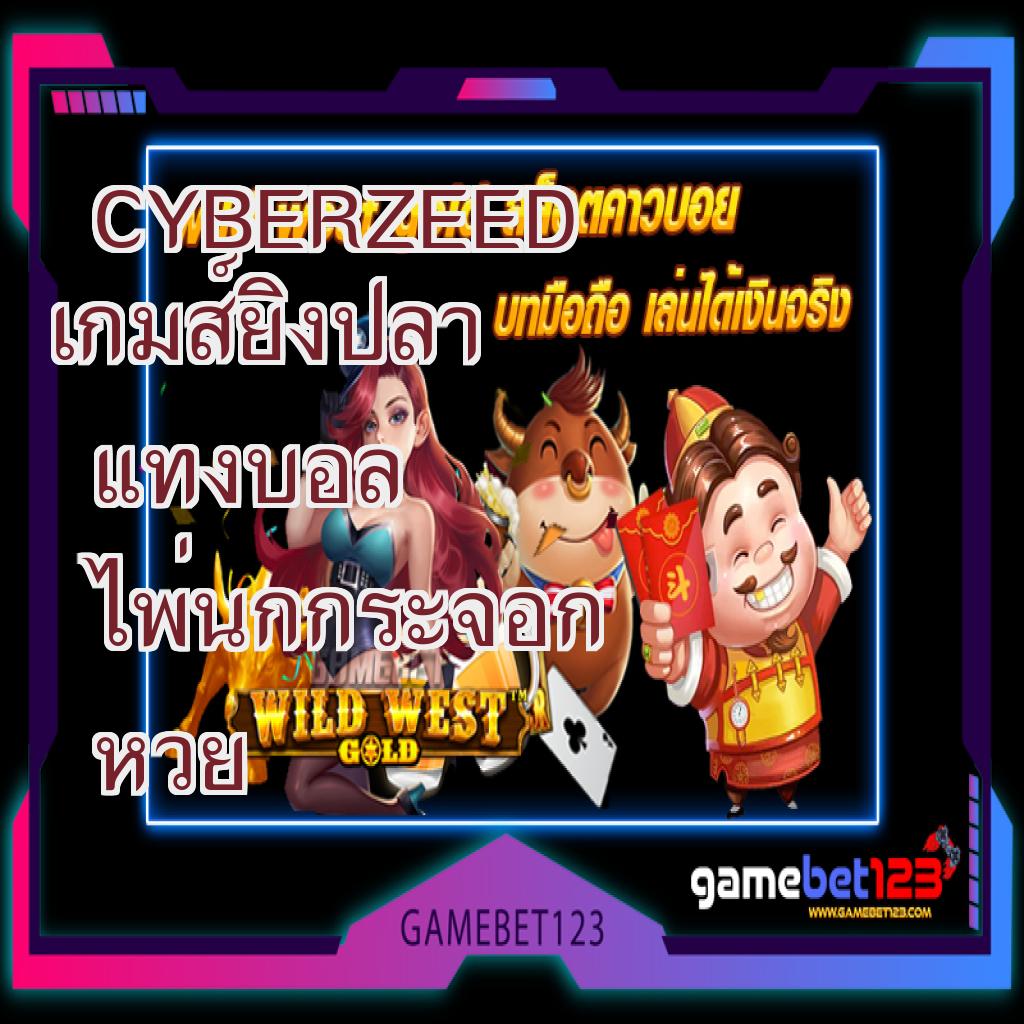 CYBERZEED
คาวบอย
เกมส์ยิงปลา
บทมือถือ เล่นได้เงินจริง
แทงบอล
ไพ่นกกระจอก
GAMEBET
WILD WEST™
GOLD
หวย
gamebet123
WWW.GAMEBET123.COM
GAMEBET123